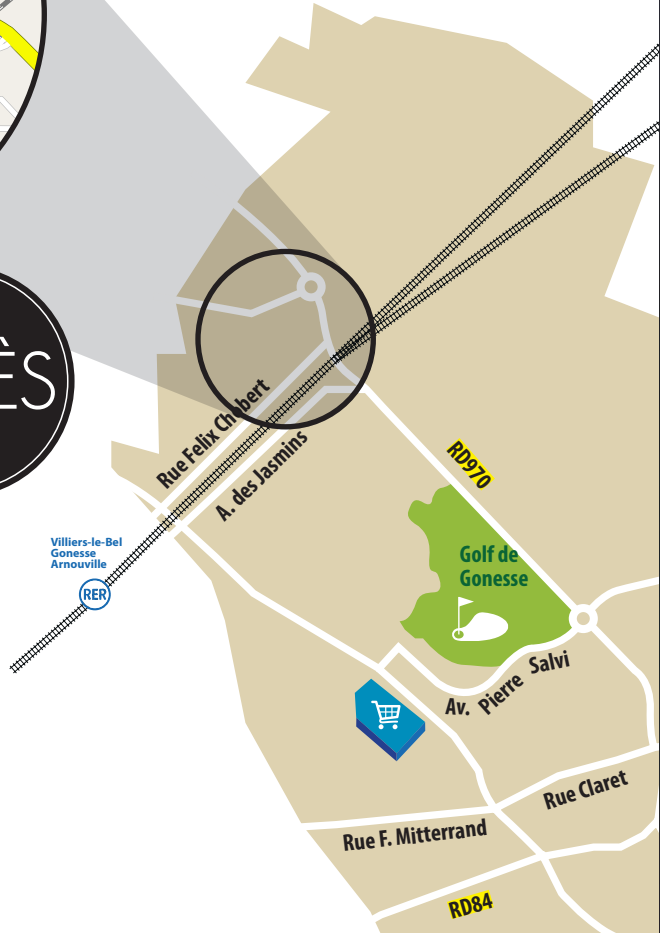 ÈS
Rue Felix Chobert
A. des Jasmins
RD970
Villiers-le-Bel
Gonesse
Arnouville
RER
Golf de
Gonesse
Av. Pierre Salvi
Rue Claret
Rue F. Mitterrand
RD84